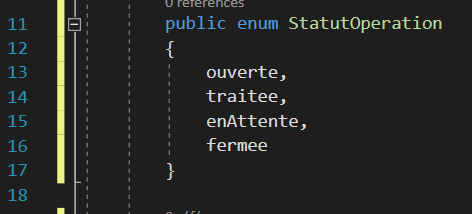 0 references
11 public enum StatutOperation
12 {
13 ouverte,
14 traitee,
15 enAttente,
16 fermee
17 }
18